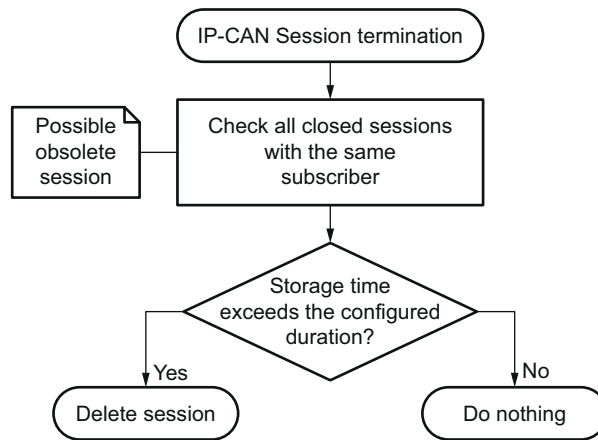 IP-CAN Session termination
Possible
obsolete
session
Check all closed sessions
with the same
subscriber
Storage time
exceeds the configured
duration?
Yes
No
Delete session
Do nothing